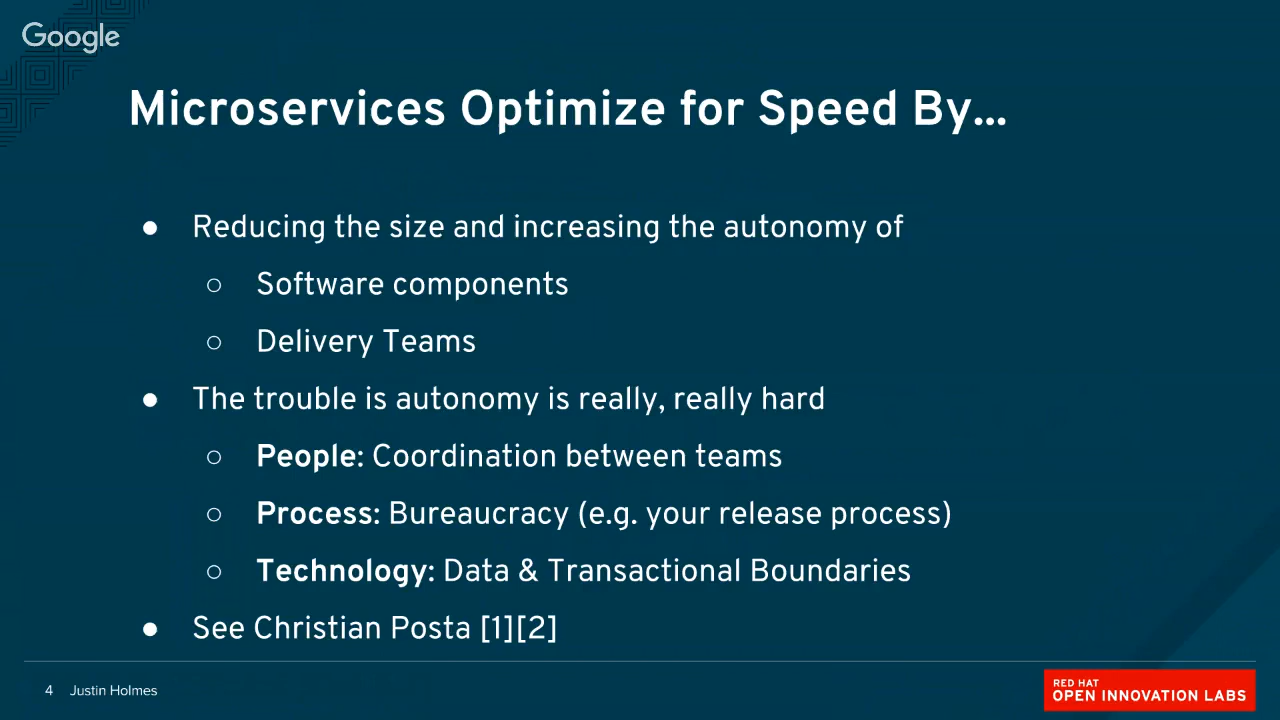 Google
Microservices Optimize for Speed By...
● Reducing the size and increasing the autonomy of
○ Software components
○ Delivery Teams
● The trouble is autonomy is really, really hard
○ People: Coordination between teams
○ Process: Bureaucracy (e.g. your release process)
○ Technology: Data & Transactional Boundaries
● See Christian Posta [1][2]
4 Justin Holmes
RED HAT
OPEN INNOVATION LABS